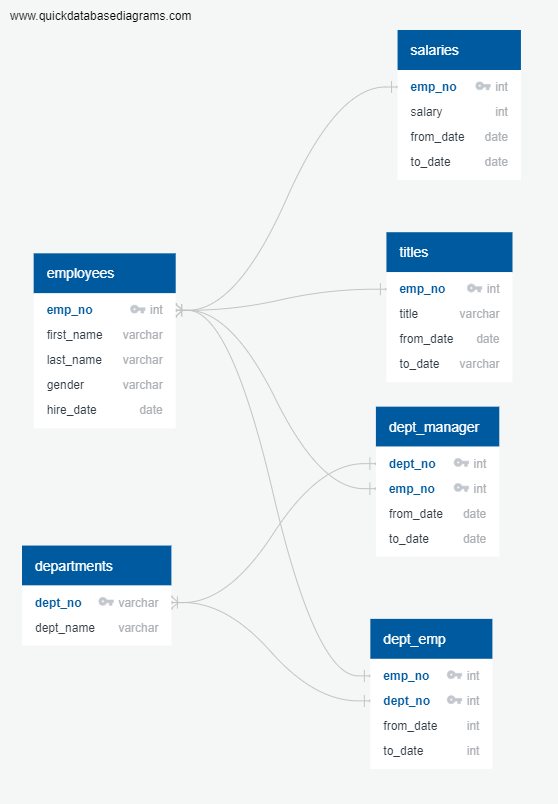 www.quickdatabasediagrams.com
salaries
emp_no int
salary int
from_date date
to_date date
titles
emp_no int
title varchar
from_date date
to_date varchar
employees
emp_no int
first_name varchar
last_name varchar
gender varchar
hire_date date
dept_manager
dept_no int
emp_no int
from_date date
to_date date
departments
dept_no varchar
dept_name varchar
dept_emp
emp_no int
dept_no int
from_date int
to_date int